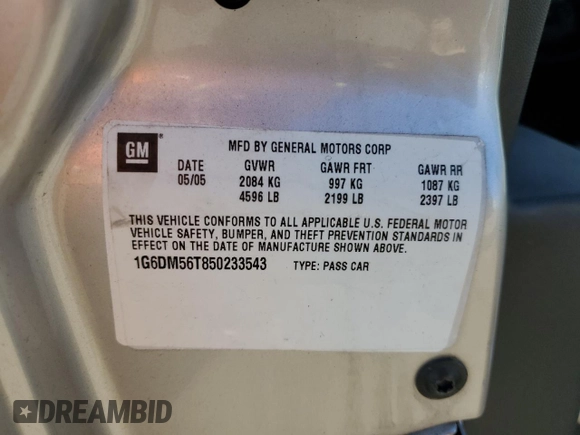 GM
MFD BY GENERAL MOTORS CORP
DATE GVWR GAWR FRT GAWR RR
05/05 2084 KG 997 KG 1087 KG
4596 LB 2199 LB 2397 LB
THIS VEHICLE CONFORMS TO ALL APPLICABLE U.S. FEDERAL MOTOR
VEHICLE SAFETY, BUMPER, AND THEFT PREVENTION STANDARDS IN
EFFECT ON THE DATE OF MANUFACTURE SHOWN ABOVE.
1G6DM56T850233543 TYPE: PASS CAR
DREAMBID